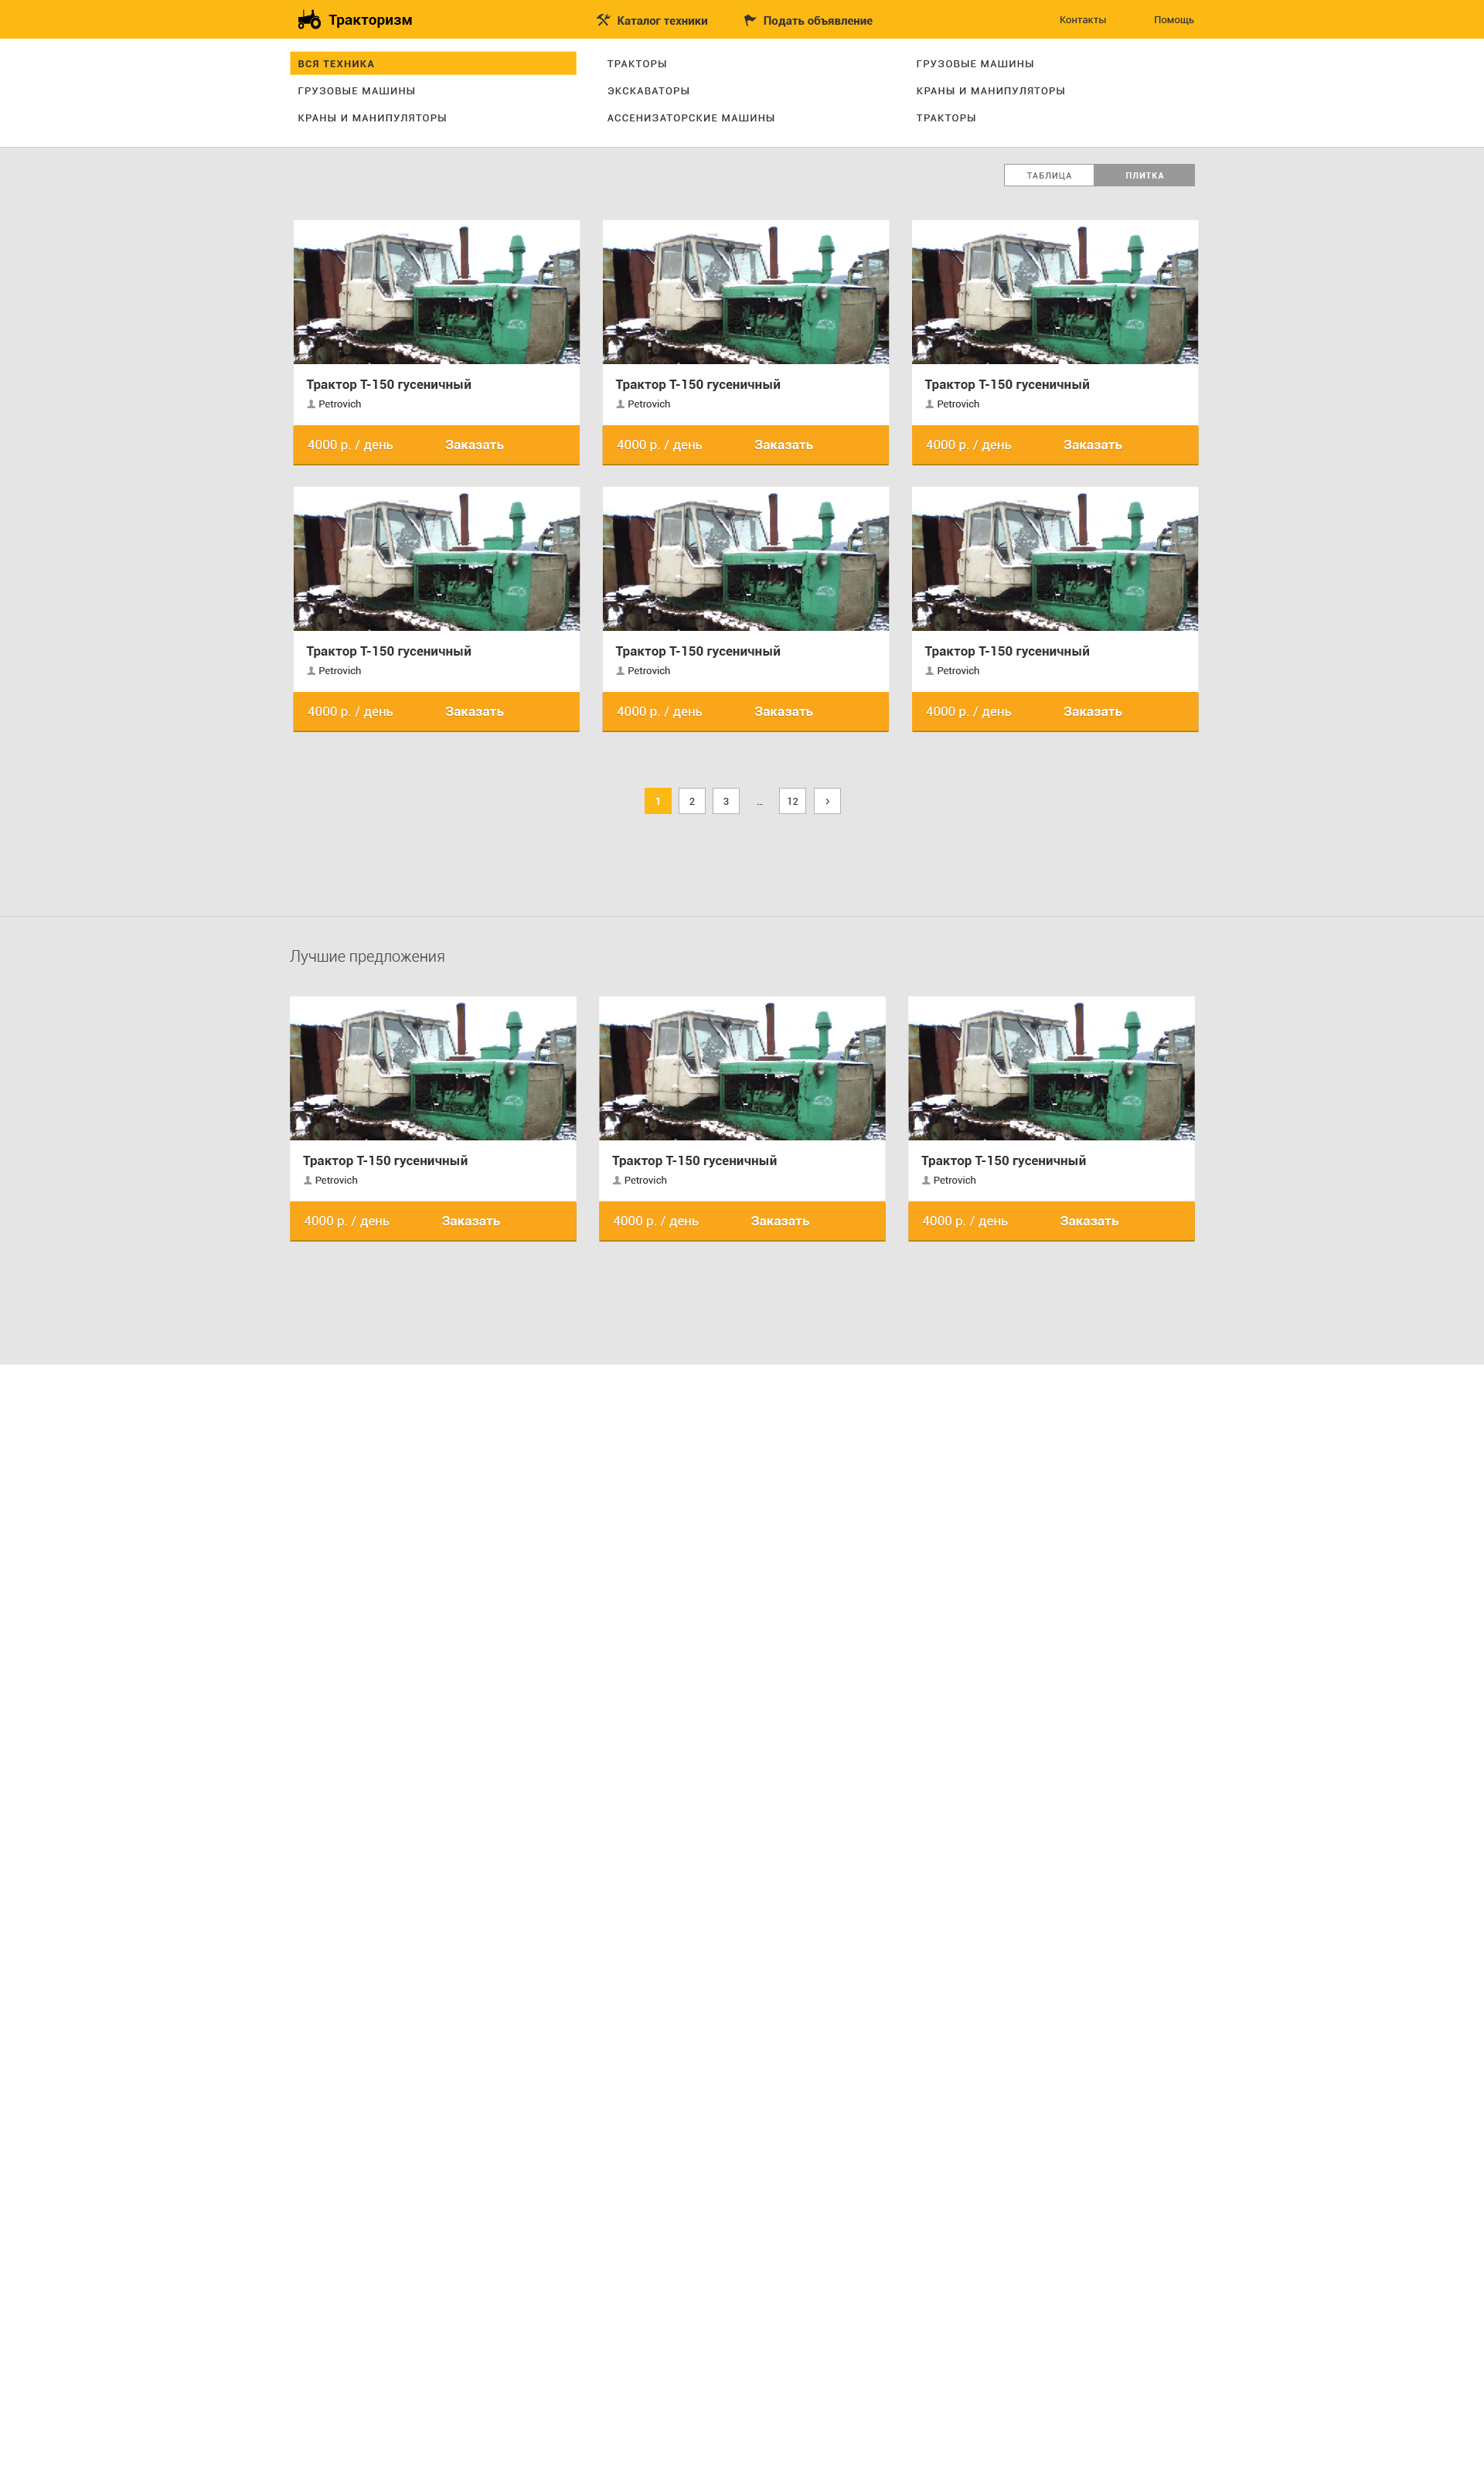 Тракторизм Каталог техники Подать объявление Контакты Помощь
ВСЯ ТЕХНИКА ТРАКТОРЫ ГРУЗОВЫЕ МАШИНЫ
ГРУЗОВЫЕ МАШИНЫ ЭКСКАВАТОРЫ КРАНЫ И МАНИПУЛЯТОРЫ
КРАНЫ И МАНИПУЛЯТОРЫ АССЕНИЗАТОРСКИЕ МАШИНЫ ТРАКТОРЫ
ТАБЛИЦА ПЛИТКА
Трактор Т-150 гусеничный Трактор Т-150 гусеничный Трактор Т-150 гусеничный
Petrovich Petrovich Petrovich
4000 р. / день Заказать 4000 р. / день Заказать 4000 р. / день Заказать
Трактор Т-150 гусеничный Трактор Т-150 гусеничный Трактор Т-150 гусеничный
Petrovich Petrovich Petrovich
4000 р. / день Заказать 4000 р. / день Заказать 4000 р. / день Заказать
1 2 3 ... 12 >
Лучшие предложения
Трактор Т-150 гусеничный Трактор Т-150 гусеничный Трактор Т-150 гусеничный
Petrovich Petrovich Petrovich
4000 р. / день Заказать 4000 р. / день Заказать 4000 р. / день Заказать